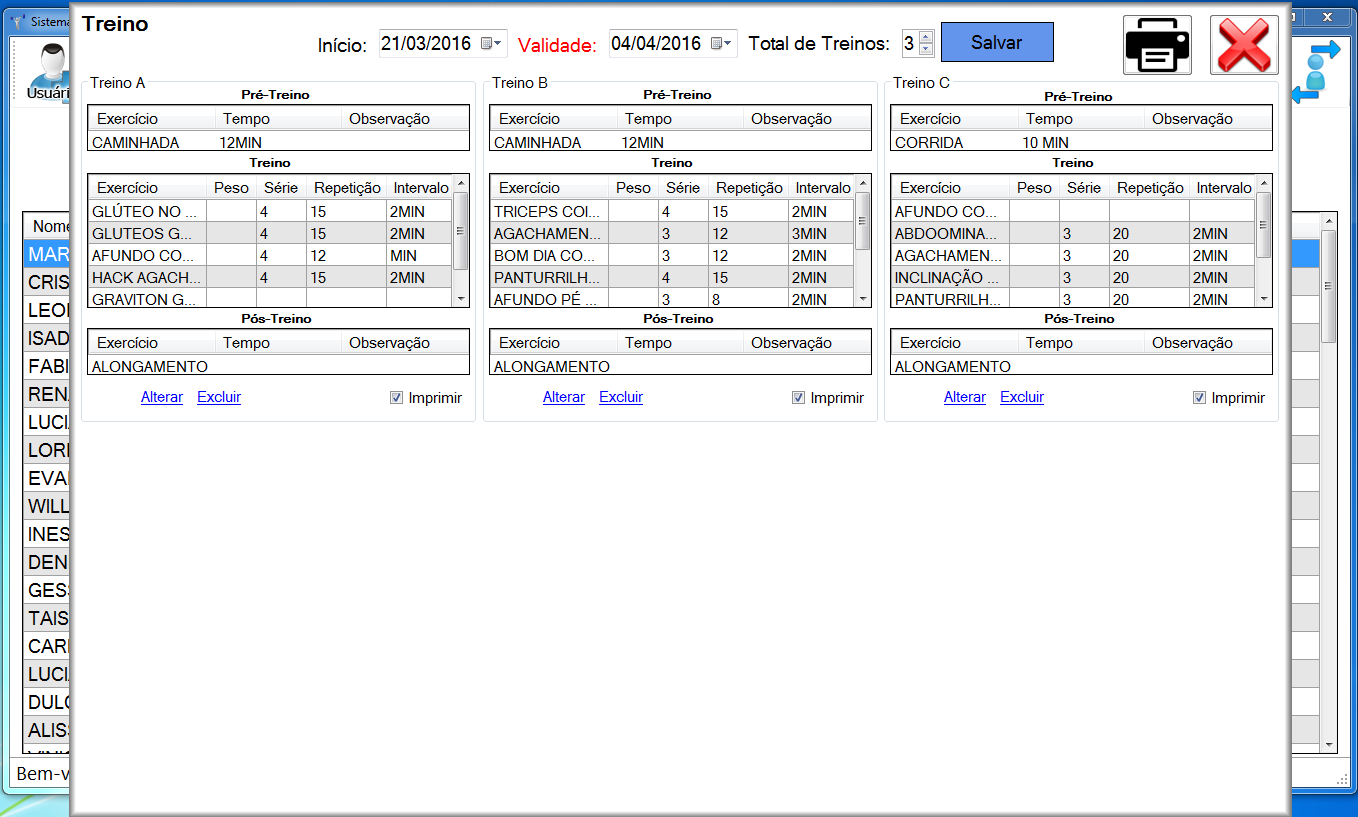 Sistema
Treino
Início: 21/03/2016 Validade: 04/04/2016 Total de Treinos: 3 Salvar
Usuári
Treino A
Pré-Treino
Exercício Tempo Observação
CAMINHADA 12MIN
Treino
Exercício Peso Série Repetição Intervalo
GLÚTEO NO ... 4 15 2MIN
GLUTEOS G... 4 15 2MIN
AFUNDO CO... 4 12 MIN
HACK AGACH... 4 15 2MIN
GRAVITON G...
Pós-Treino
Exercício Tempo Observação
ALONGAMENTO
Alterar Excluir Imprimir
Treino B
Pré-Treino
Exercício Tempo Observação
CAMINHADA 12MIN
Treino
Exercício Peso Série Repetição Intervalo
TRICEPS COI... 4 15 2MIN
AGACHAMEN... 3 12 3MIN
BOM DIA CO... 3 12 2MIN
PANTURRILH... 4 15 2MIN
AFUNDO PÉ ... 3 8 2MIN
Pós-Treino
Exercício Tempo Observação
ALONGAMENTO
Alterar Excluir Imprimir
Treino C
Pré-Treino
Exercício Tempo Observação
CORRIDA 10 MIN
Treino
Exercício Peso Série Repetição Intervalo
AFUNDO CO...
ABDOOMINA... 3 20 2MIN
AGACHAMEN... 3 20 2MIN
INCLINAÇÃO ... 3 20 2MIN
PANTURRILH... 3 20 2MIN
Pós-Treino
Exercício Tempo Observação
ALONGAMENTO
Alterar Excluir Imprimir
Nome
MAR
CRIS
LEO
ISAD
FABI
REN
LUCI
LORI
EVA
WILL
INES
DEN
GES
TAIS
CAR
LUCI
DUL
ALIS
Bem-v